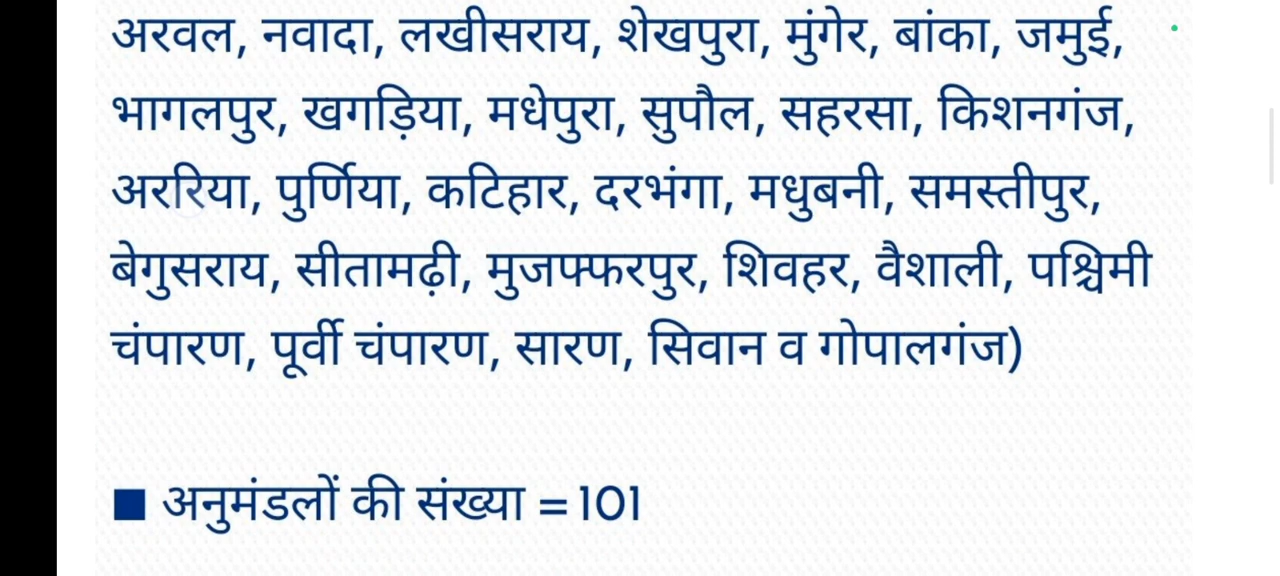 अरवल, नवादा, लखीसराय, शेखपुरा, मुंगेर, बांका, जमुई,
भागलपुर, खगड़िया, मधेपुरा, सुपौल, सहरसा, किशनगंज,
अररिया, पुर्णिया, कटिहार, दरभंगा, मधुबनी, समस्तीपुर,
बेगुसराय, सीतामढ़ी, मुजफ्फरपुर, शिवहर, वैशाली, पश्चिमी
चंपारण, पूर्वी चंपारण, सारण, सिवान व गोपालगंज)
■ अनुमंडलों की संख्या = 101